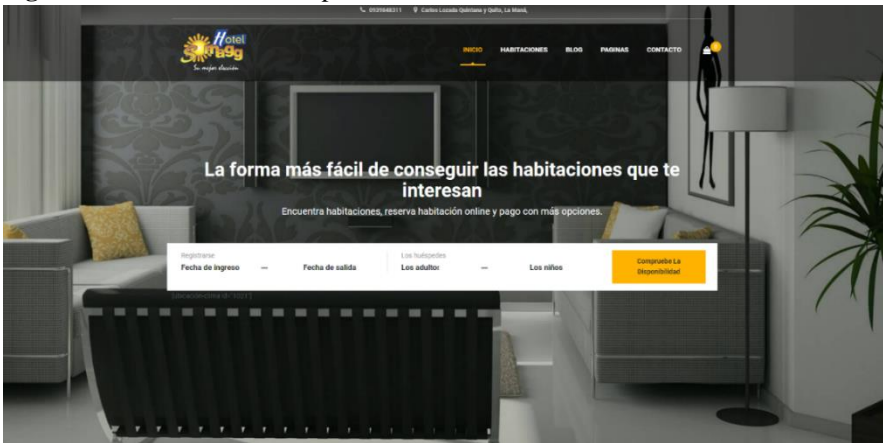 0939848311 Carlos Lozada Quintana y Quito, La Maná,
Hotel
Somagg
Su mejor elección
INICIO HABITACIONES BLOG PAGINAS CONTACTO
La forma más fácil de conseguir las habitaciones que te
interesan
Encuentra habitaciones, reserva habitación online y pago con más opciones.
Registrarse Los huéspedes
Fecha de ingreso — Fecha de salida Los adultos — Los niños
Compruebe La
Disponibilidad